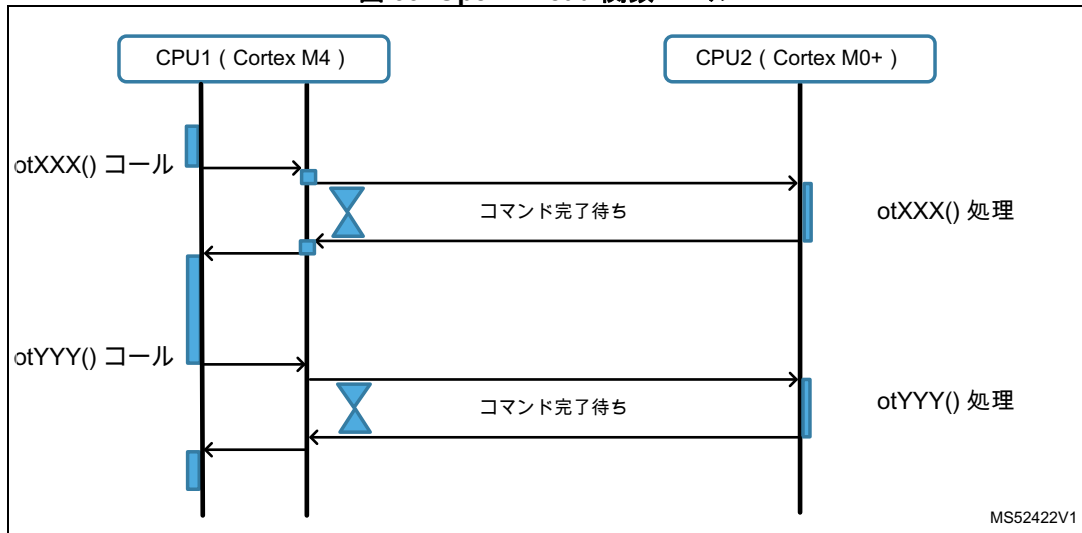 CPU1 ( Cortex M4 )
CPU2 ( Cortex M0+ )
otXXX() コール
コマンド完了待ち
otXXX() 処理
otYYY() コール
コマンド完了待ち
otYYY() 処理
MS52422V1